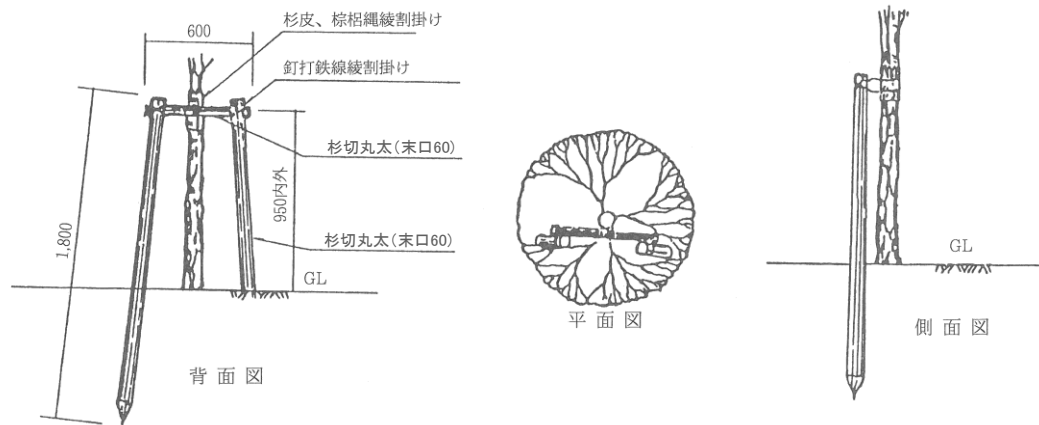 600
杉皮、棕梠縄綾割掛け
釘打鉄線綾割掛け
杉切丸太(末口60)
950内外
1,800
杉切丸太(末口60)
GL
背面図
平面図
GL
側面図